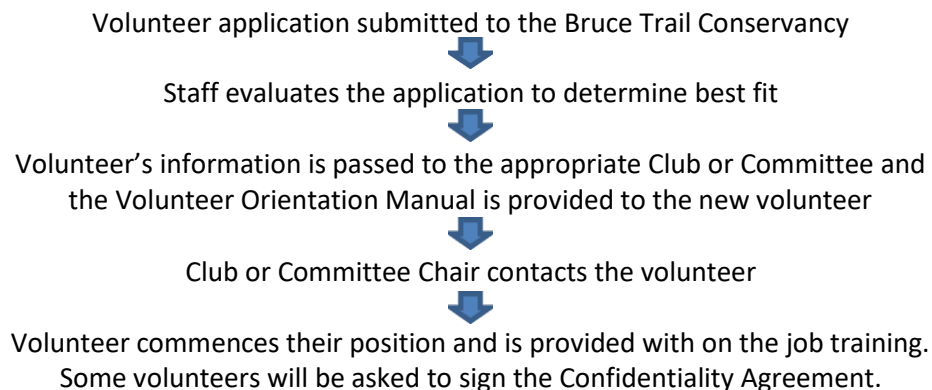 Volunteer application submitted to the Bruce Trail Conservancy
Staff evaluates the application to determine best fit
Volunteer’s information is passed to the appropriate Club or Committee and
the Volunteer Orientation Manual is provided to the new volunteer
Club or Committee Chair contacts the volunteer
Volunteer commences their position and is provided with on the job training.
Some volunteers will be asked to sign the Confidentiality Agreement.